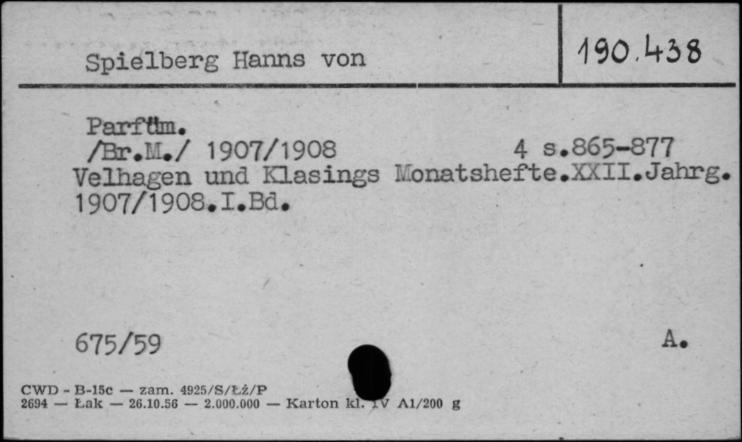 Spielberg Hanns von
190.438
Parfüm.
/Br.M./ 1907/1908 4 s.865-877
Velhagen und Klasings Monatshefte.XXII.Jahrg.
1907/1908.I.Bd.
675/59 A.
CWD - B-15c — zam. 4925/S/Łż/P
2694 — Łak — 26.10.56 — 2.000.000 — Karton kl. IV A1/200 g